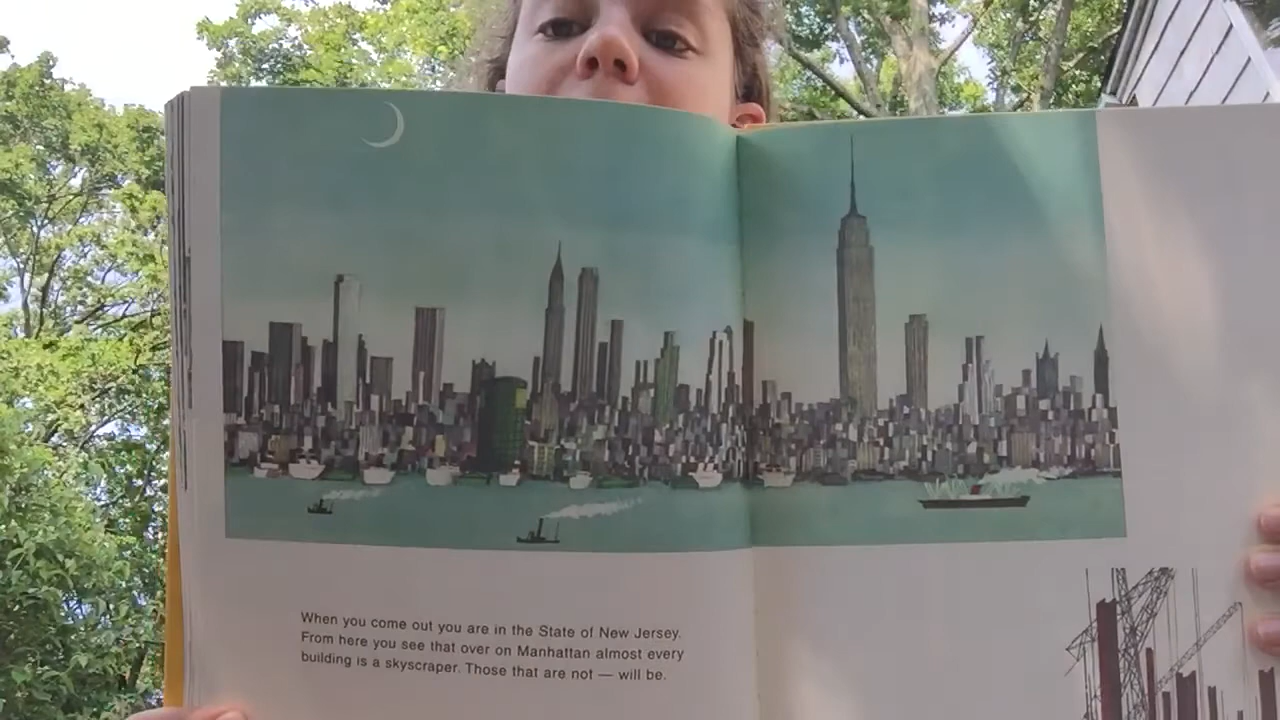 When you come out you are in the State of New Jersey.
From here you see that over on Manhattan almost every
building is a skyscraper. Those that are not — will be.